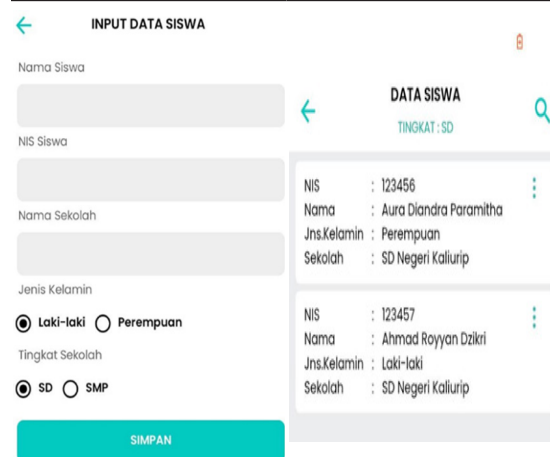 INPUT DATA SISWA
Nama Siswa
NIS Siswa
Nama Sekolah
Jenis Kelamin
Laki-laki Perempuan
Tingkat Sekolah
SD SMP
SIMPAN
DATA SISWA
TINGKAT : SD
NIS : 123456
Nama : Aura Diandra Paramitha
Jns.Kelamin : Perempuan
Sekolah : SD Negeri Kaliurip
NIS : 123457
Nama : Ahmad Royyan Dzikri
Jns.Kelamin : Laki-laki
Sekolah : SD Negeri Kaliurip